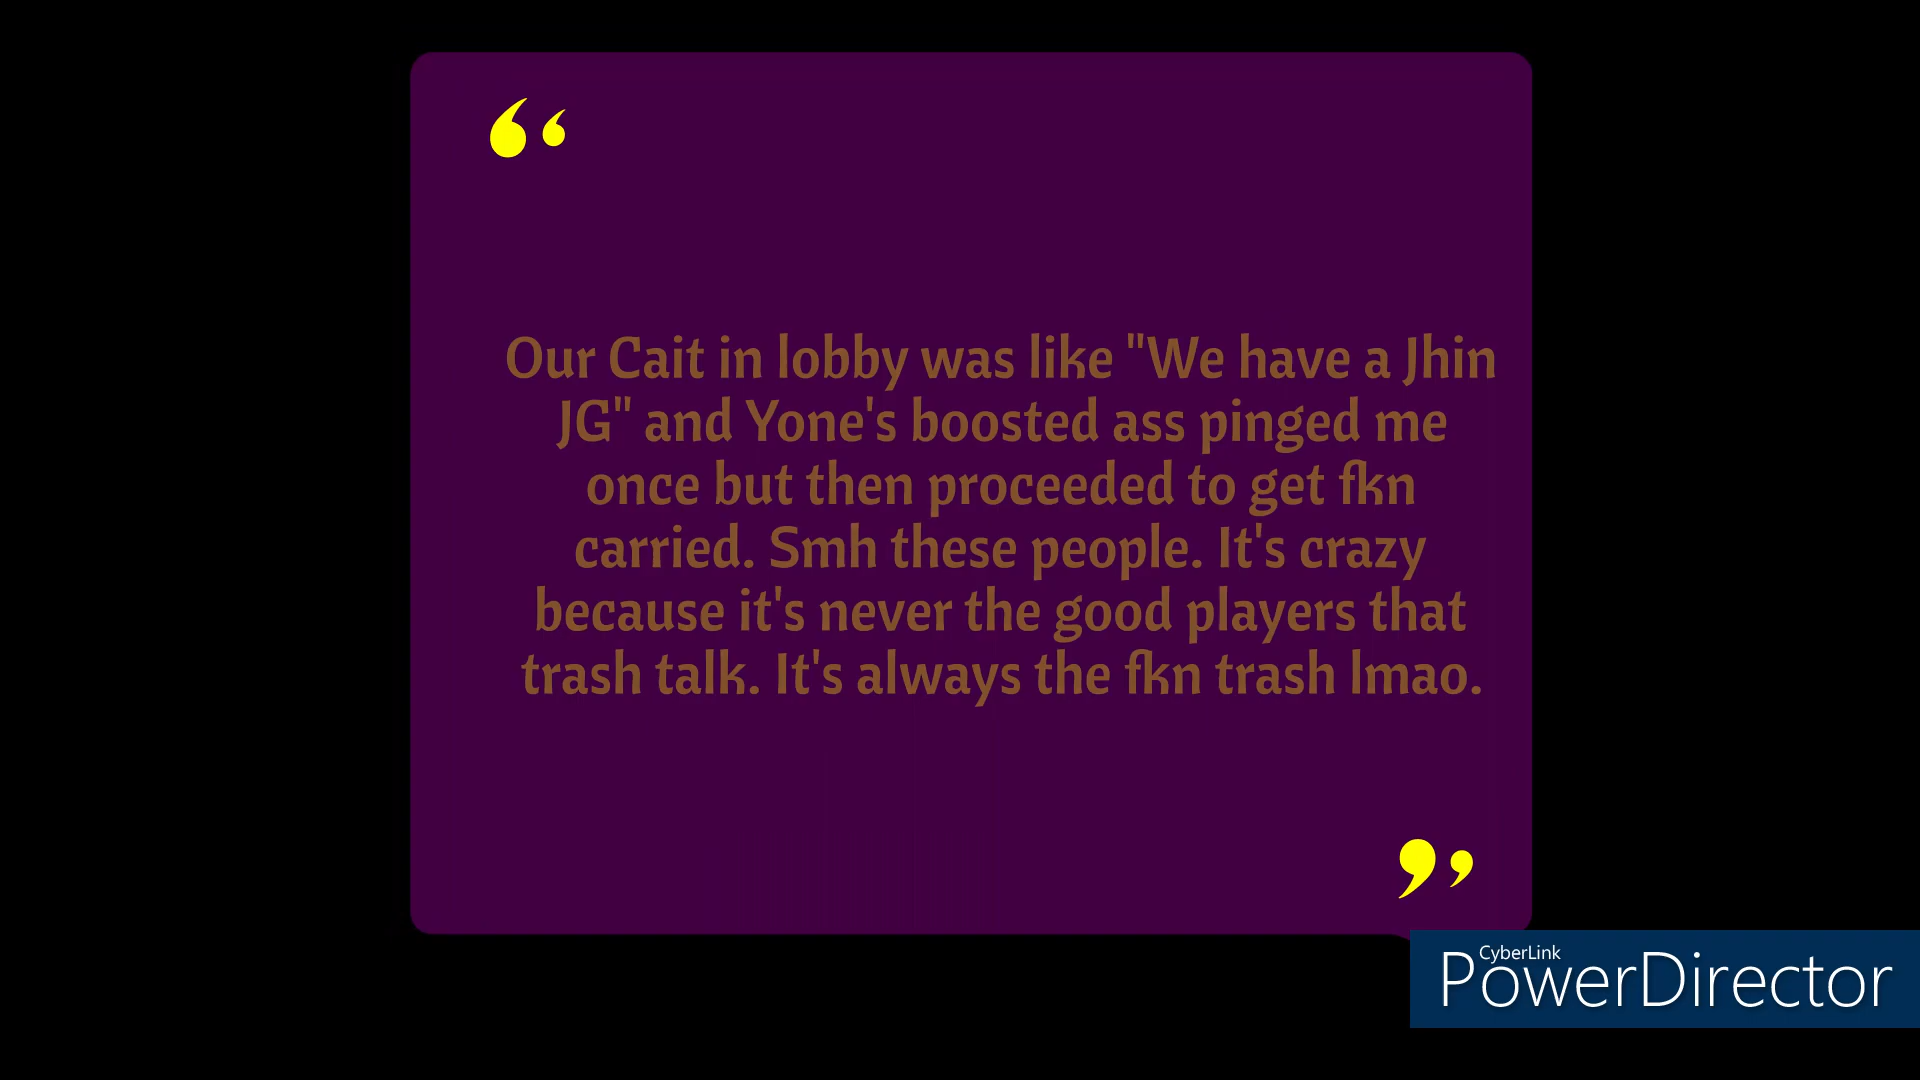 “
Our Cait in lobby was like "We have a Jhin
JG" and Yone's boosted ass pinged me
once but then proceeded to get fkn
carried. Smh these people. It's crazy
because it's never the good players that
trash talk. It's always the fkn trash lmao.
”
CyberLink
PowerDirector